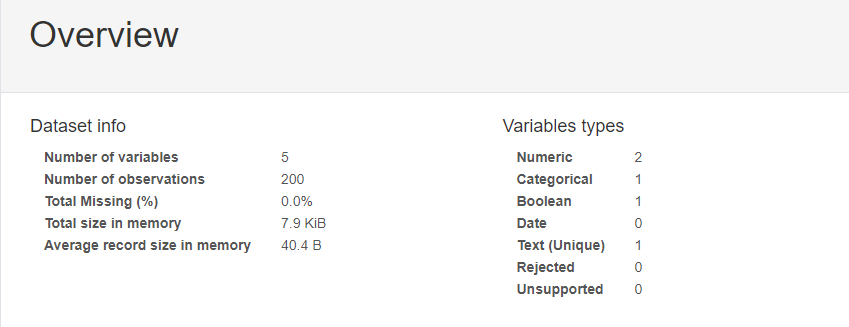 Overview
Dataset info
Number of variables 5
Number of observations 200
Total Missing (%) 0.0%
Total size in memory 7.9 KiB
Average record size in memory 40.4 B
Variables types
Numeric 2
Categorical 1
Boolean 1
Date 0
Text (Unique) 1
Rejected 0
Unsupported 0